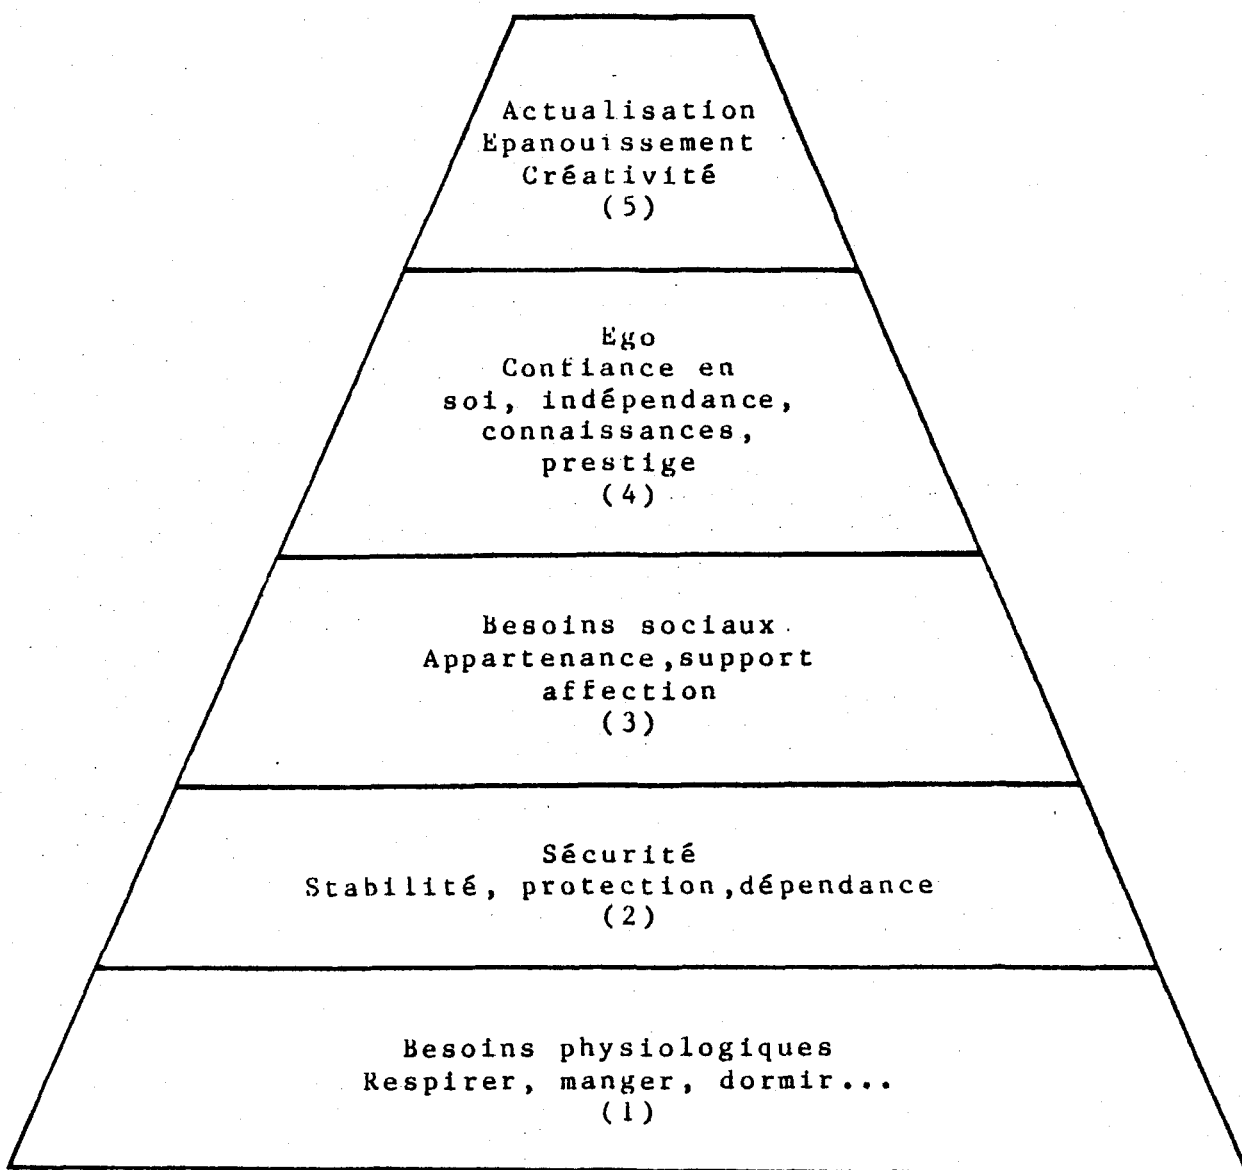 Actualisation
Epanouissement
Créativité
(5)
Ego
Confiance en
soi, indépendance,
connaissances,
prestige
(4)
Besoins sociaux
Appartenance,support
affection
(3)
Sécurité
Stabilité, protection,dépendance
(2)
Besoins physiologiques
Respirer, manger, dormir...
(1)